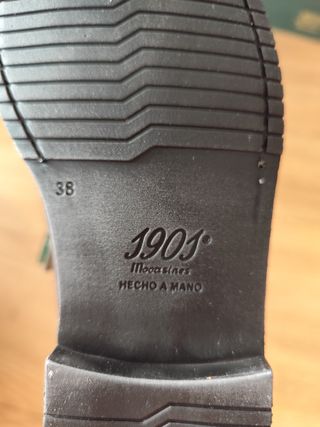 38
1901®
Mocasines
HECHO A MANO